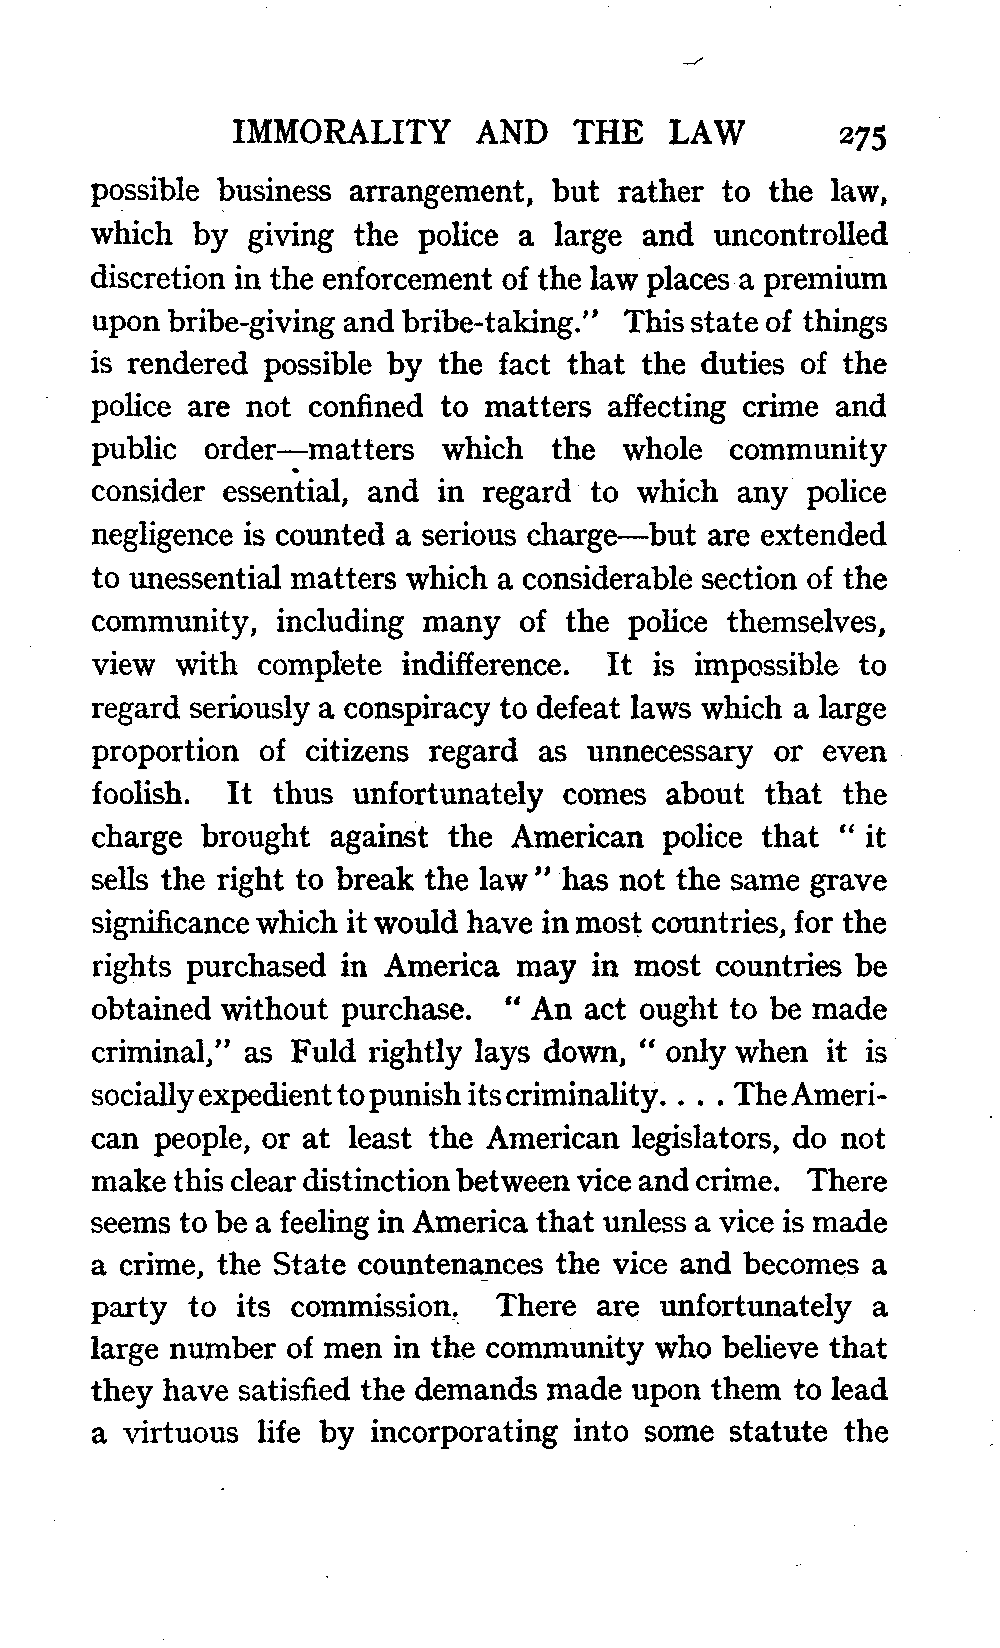 IMMORALITY AND THE LAW 275
possible business arrangement, but rather to the law,
which by giving the police a large and uncontrolled
discretion in the enforcement of the law places a premium
upon bribe-giving and bribe-taking." This state of things
is rendered possible by the fact that the duties of the
police are not confined to matters affecting crime and
public order—matters which the whole community
consider essential, and in regard to which any police
negligence is counted a serious charge—but are extended
to unessential matters which a considerable section of the
community, including many of the police themselves,
view with complete indifference. It is impossible to
regard seriously a conspiracy to defeat laws which a large
proportion of citizens regard as unnecessary or even
foolish. It thus unfortunately comes about that the
charge brought against the American police that " it
sells the right to break the law" has not the same grave
significance which it would have in most countries, for the
rights purchased in America may in most countries be
obtained without purchase. " An act ought to be made
criminal," as Fuld rightly lays down, " only when it is
socially expedient to punish its criminality. . . . The Ameri-
can people, or at least the American legislators, do not
make this clear distinction between vice and crime. There
seems to be a feeling in America that unless a vice is made
a crime, the State countenances the vice and becomes a
party to its commission. There are unfortunately a
large number of men in the community who believe that
they have satisfied the demands made upon them to lead
a virtuous life by incorporating into some statute the